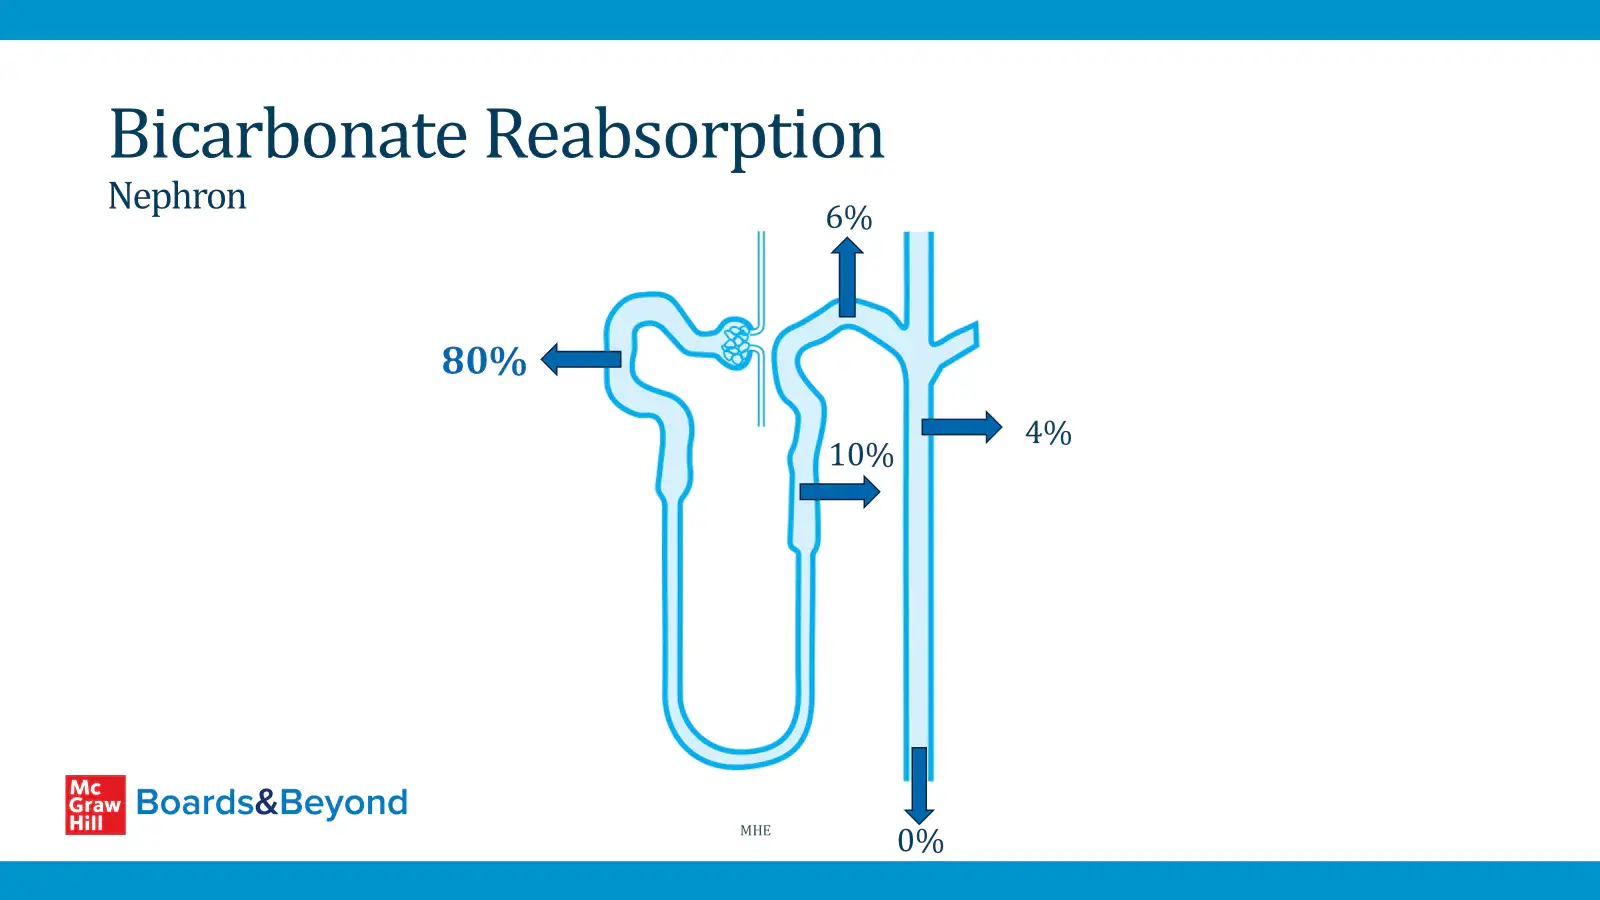 Bicarbonate Reabsorption
Nephron
6%
80%
4%
10%
Mc
Graw
Hill
Boards&Beyond
MHE
0%